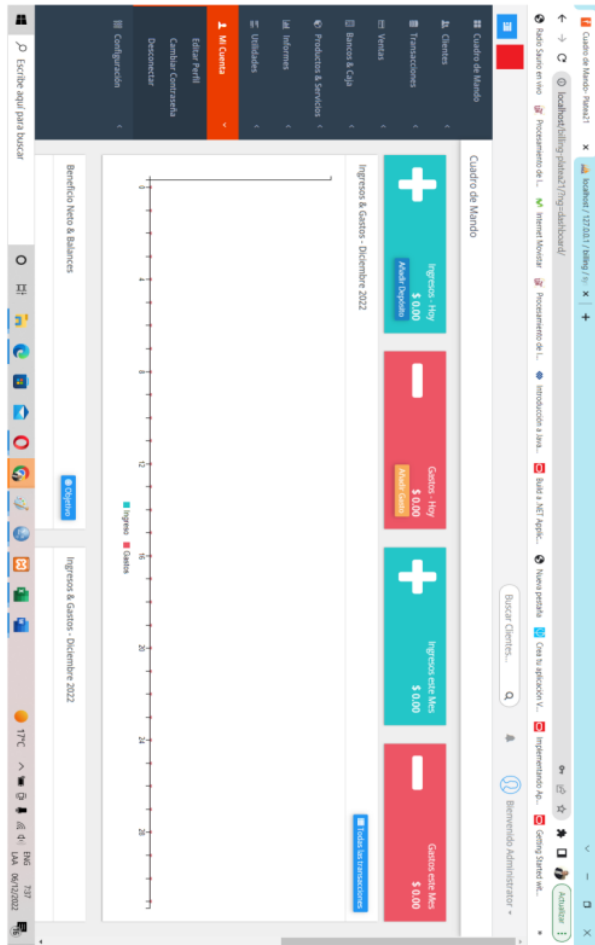 Cuadro de Mando- Platea21
localhost / 127.0.0.1 / billing /
localhost/billing-platea21/?ng=dashboard/
Actualizar
Radio Saurio en vivo
Procesamiento de I...
Internet Movistar
Procesamiento de I...
Introducción a Java...
Build a .NET Applic...
Nueva pestaña
Crea tu aplicación V...
Implementando Ap...
Getting Started wit...
Buscar Clientes...
Bienvenido Administrator
Cuadro de Mando
Clientes
Transacciones
Ventas
Bancos & Caja
Productos & Servicios
Informes
Utilidades
Mi Cuenta
Editar Perfil
Cambiar Contraseña
Desconectar
Configuración
Cuadro de Mando
Ingresos - Hoy
$ 0.00
Añadir Depósito
Gastos - Hoy
$ 0.00
Añadir Gasto
Ingresos este Mes
$ 0.00
Gastos este Mes
$ 0.00
Ingresos & Gastos - Diciembre 2022
Todas las transacciones
0 4 8 12 16 20 24 28
Ingreso Gastos
Beneficio Neto & Balances
Objetivo
Ingresos & Gastos - Diciembre 2022
Escribe aquí para buscar
17°C
ENG
LAA
7:37
06/12/2022